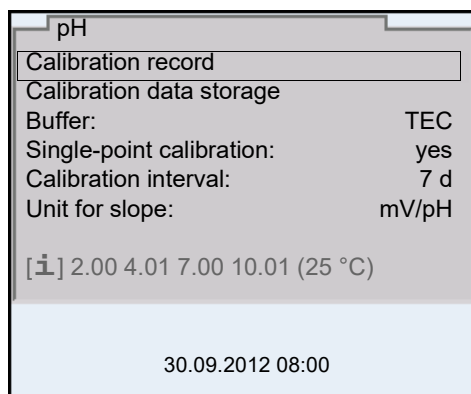 pH
Calibration record
Calibration data storage
Buffer: TEC
Single-point calibration: yes
Calibration interval: 7 d
Unit for slope: mV/pH
[i] 2.00 4.01 7.00 10.01 (25 °C)
30.09.2012 08:00